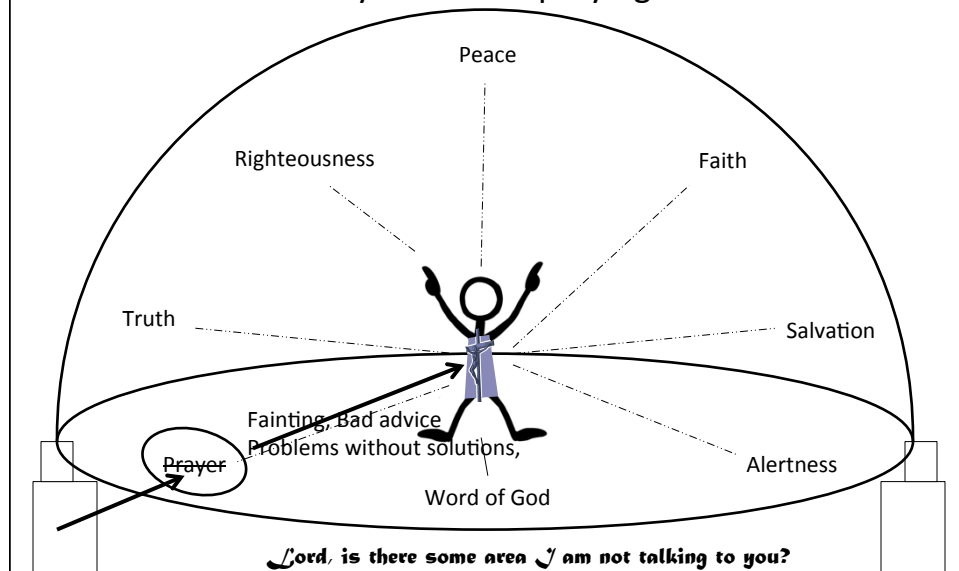 Peace
Righteousness
Faith
Truth
Salvation
Fainting, Bad advice
Problems without solutions,
Prayer
Alertness
Word of God
Lord, is there some area I am not talking to you?